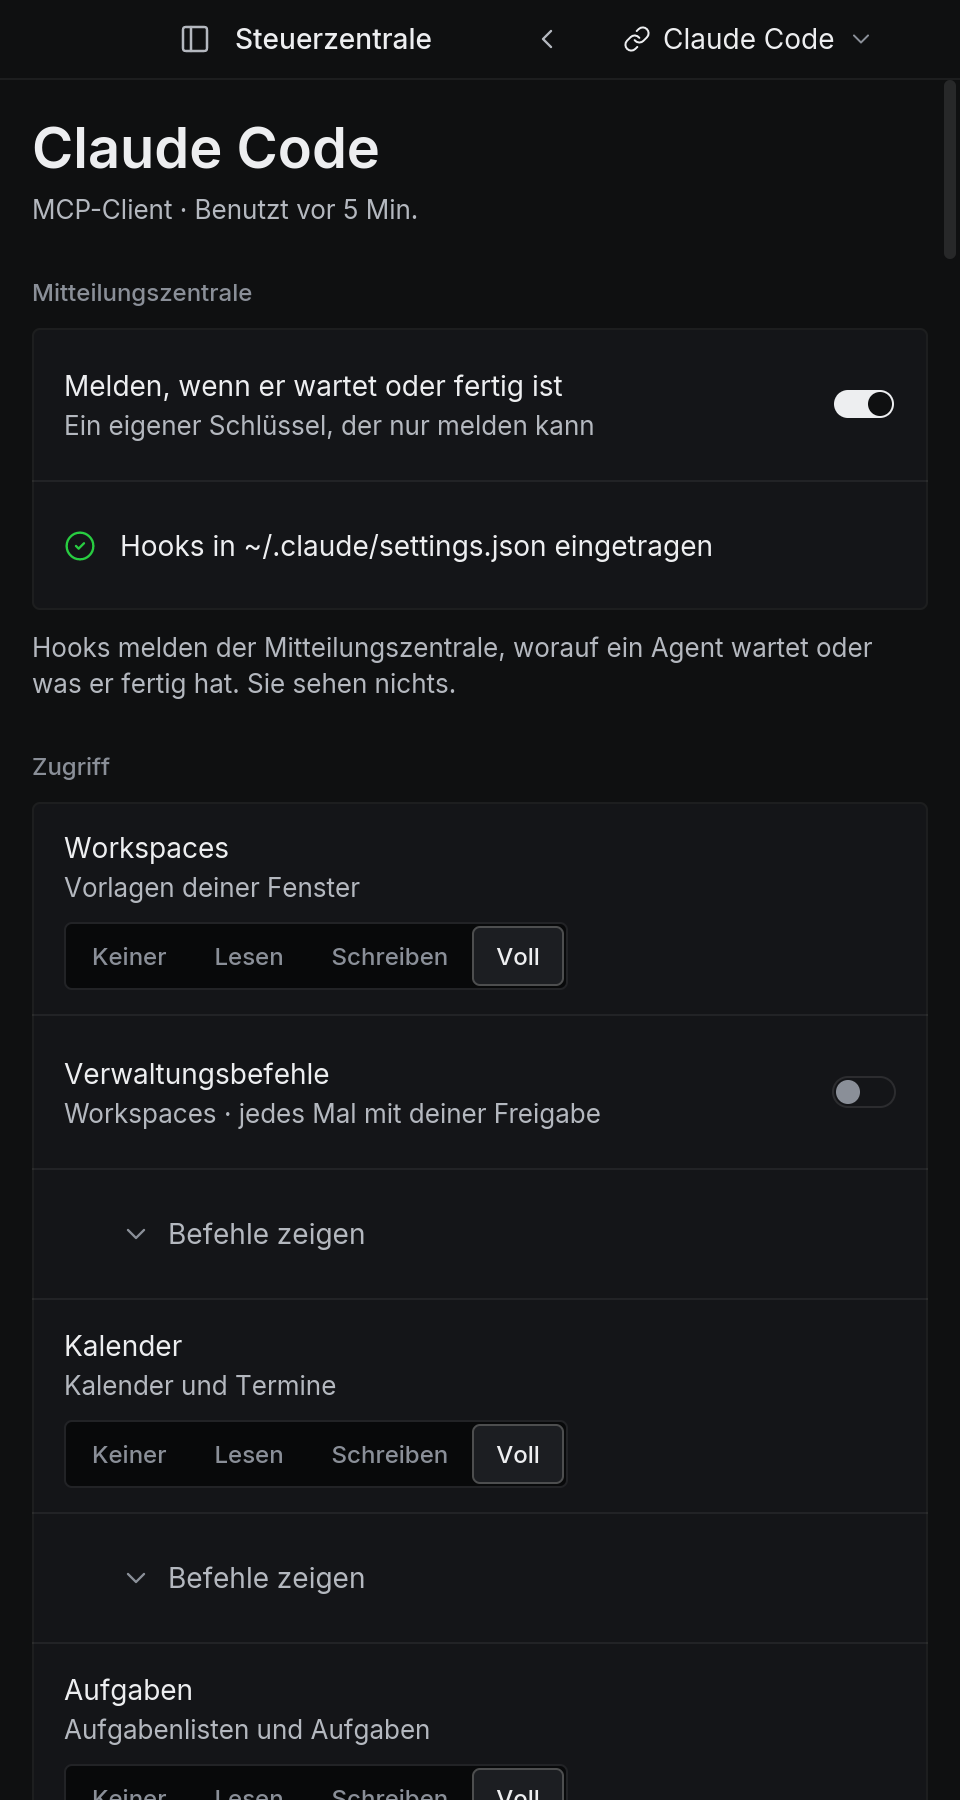 Steuerzentrale
Claude Code
Claude Code
MCP-Client · Benutzt vor 5 Min.
Mitteilungszentrale
Melden, wenn er wartet oder fertig ist
Ein eigener Schlüssel, der nur melden kann
Hooks in ~/.claude/settings.json eingetragen
Hooks melden der Mitteilungszentrale, worauf ein Agent wartet oder
was er fertig hat. Sie sehen nichts.
Zugriff
Workspaces
Vorlagen deiner Fenster
Keiner Lesen Schreiben Voll
Verwaltungsbefehle
Workspaces · jedes Mal mit deiner Freigabe
Befehle zeigen
Kalender
Kalender und Termine
Keiner Lesen Schreiben Voll
Befehle zeigen
Aufgaben
Aufgabenlisten und Aufgaben
Keiner Lesen Schreiben Voll